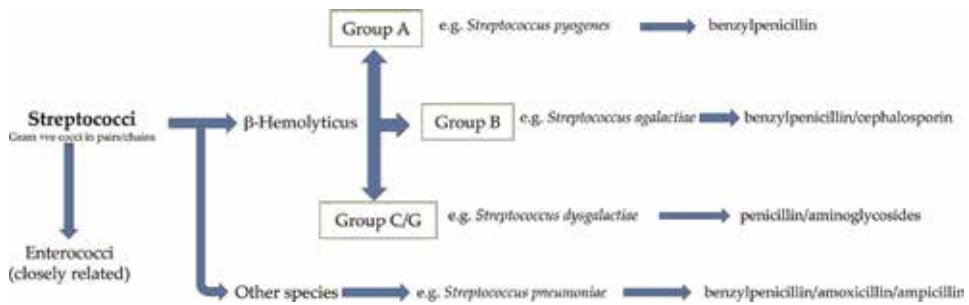 Group A e.g. Streptococcus pyogenes benzylpenicillin
Streptococci
Gram +ve cocci in pairs/chains
β-Hemolyticus
Group B e.g. Streptococcus agalactiae benzylpenicillin/cephalosporin
Group C/G e.g. Streptococcus dysgalactiae penicillin/aminoglycosides
Enterococci
(closely related)
Other species e.g. Streptococcus pneumoniae benzylpenicillin/amoxicillin/ampicillin